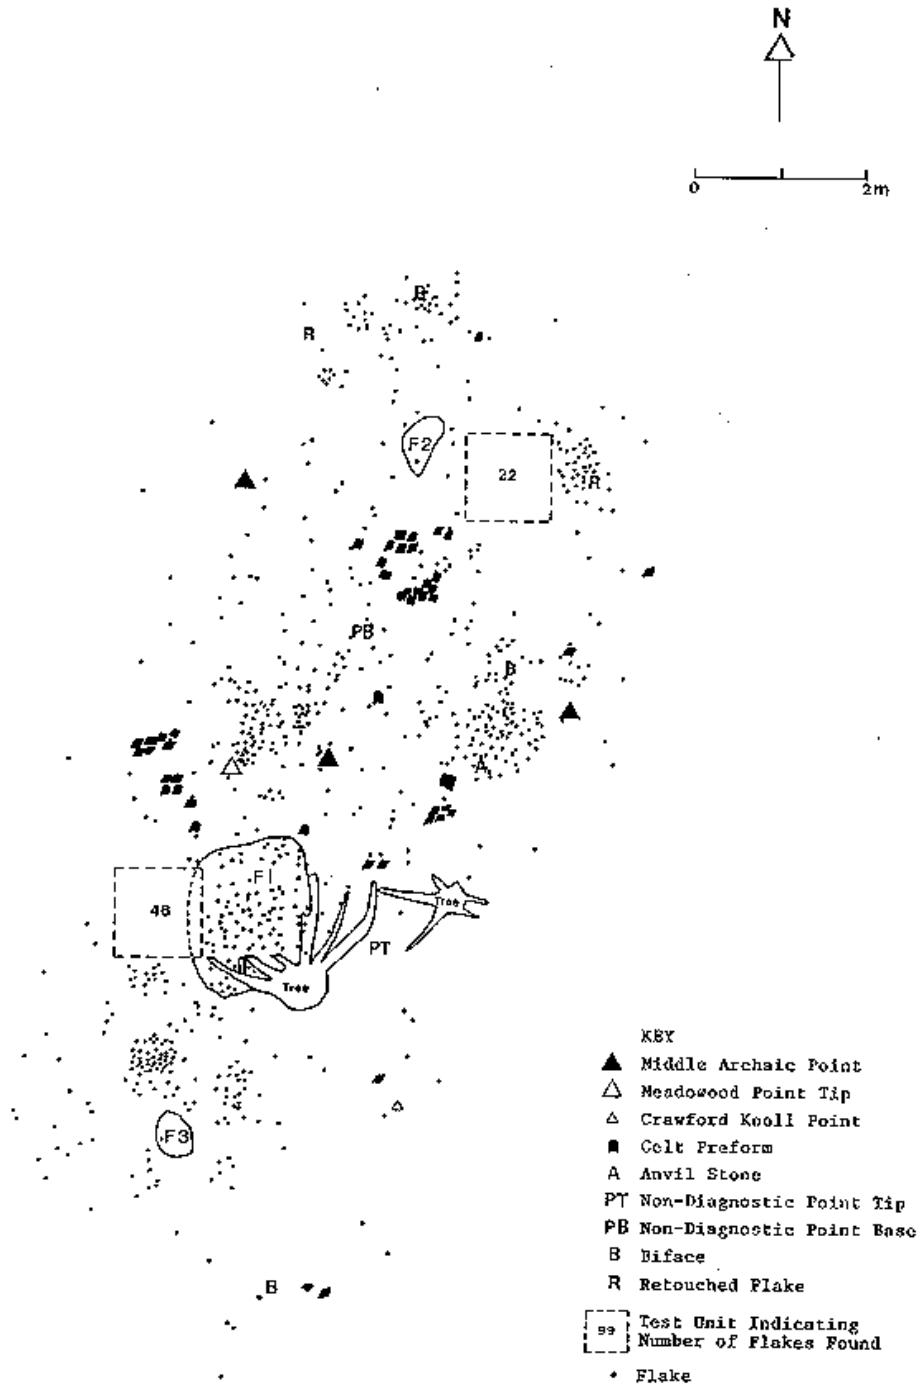 N
0 2m
B
R
F2
22
R
PB
B
A
F1
46
Tree
PT
Tree
F3
B
KEY
Middle Archaic Point
Meadowood Point Tip
Crawford Knoll Point
Celt Preform
A Anvil Stone
PT Non-Diagnostic Point Tip
PB Non-Diagnostic Point Base
B Biface
R Retouched Flake
99 Test Unit Indicating
Number of Flakes Found
Flake